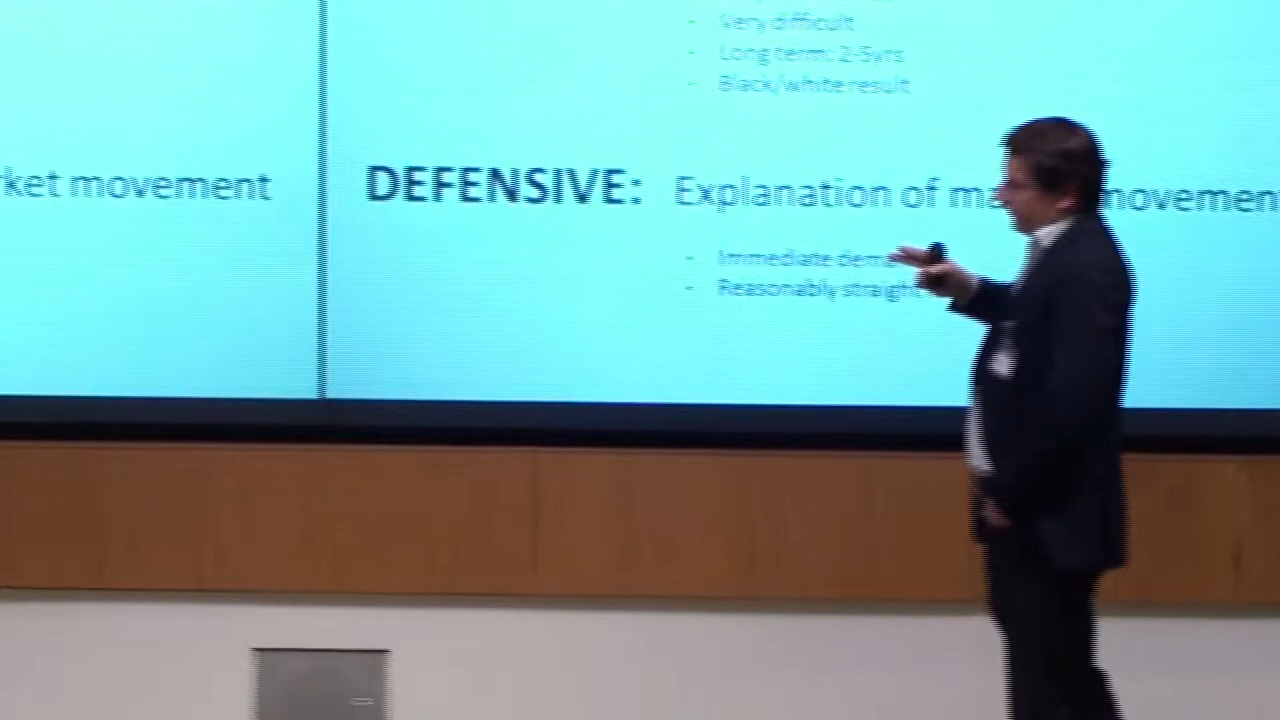 - Very difficult
- Long term: 2-5yrs
- Black/white result
rket movement
DEFENSIVE: Explanation of ma movemen
- Immediate dema
- Reasonably straight